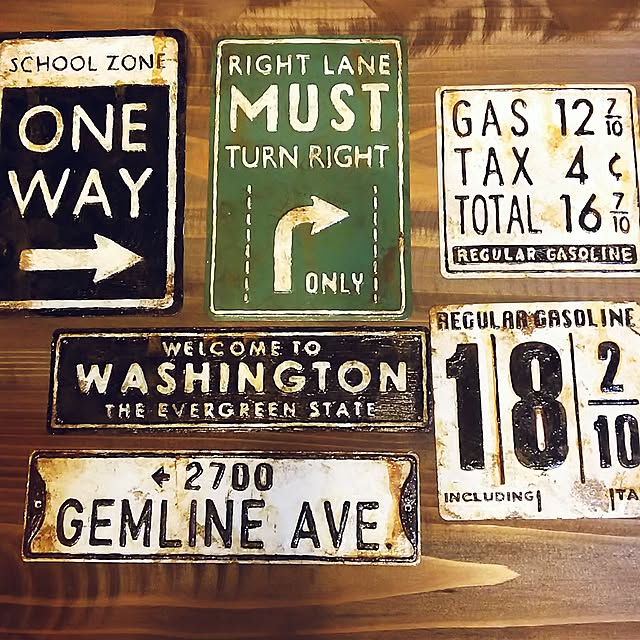 SCHOOL ZONE
ONE
WAY
RIGHT LANE
MUST
TURN RIGHT
ONLY
GAS 12 7/10
TAX 4 ¢
TOTAL 16 7/10
REGULAR GASOLINE
WELCOME TO
WASHINGTON
THE EVERGREEN STATE
REGULAR GASOLINE
18 2/10
INCLUDING TA
← 2700
GEMLINE AVE.